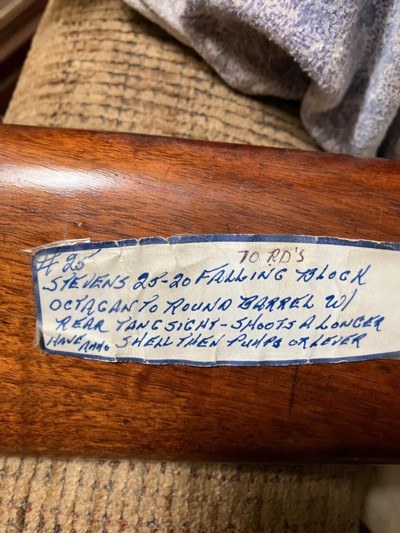 70 RD'S
# 25
STEVENS 25-20 FALLING BLOCK
OCTAGAN TO ROUND BARREL W/
REAR TANG SIGHT - SHOOTS A LONGER
HAVE AMMO SHELL THEN PUMPS OR LEVER